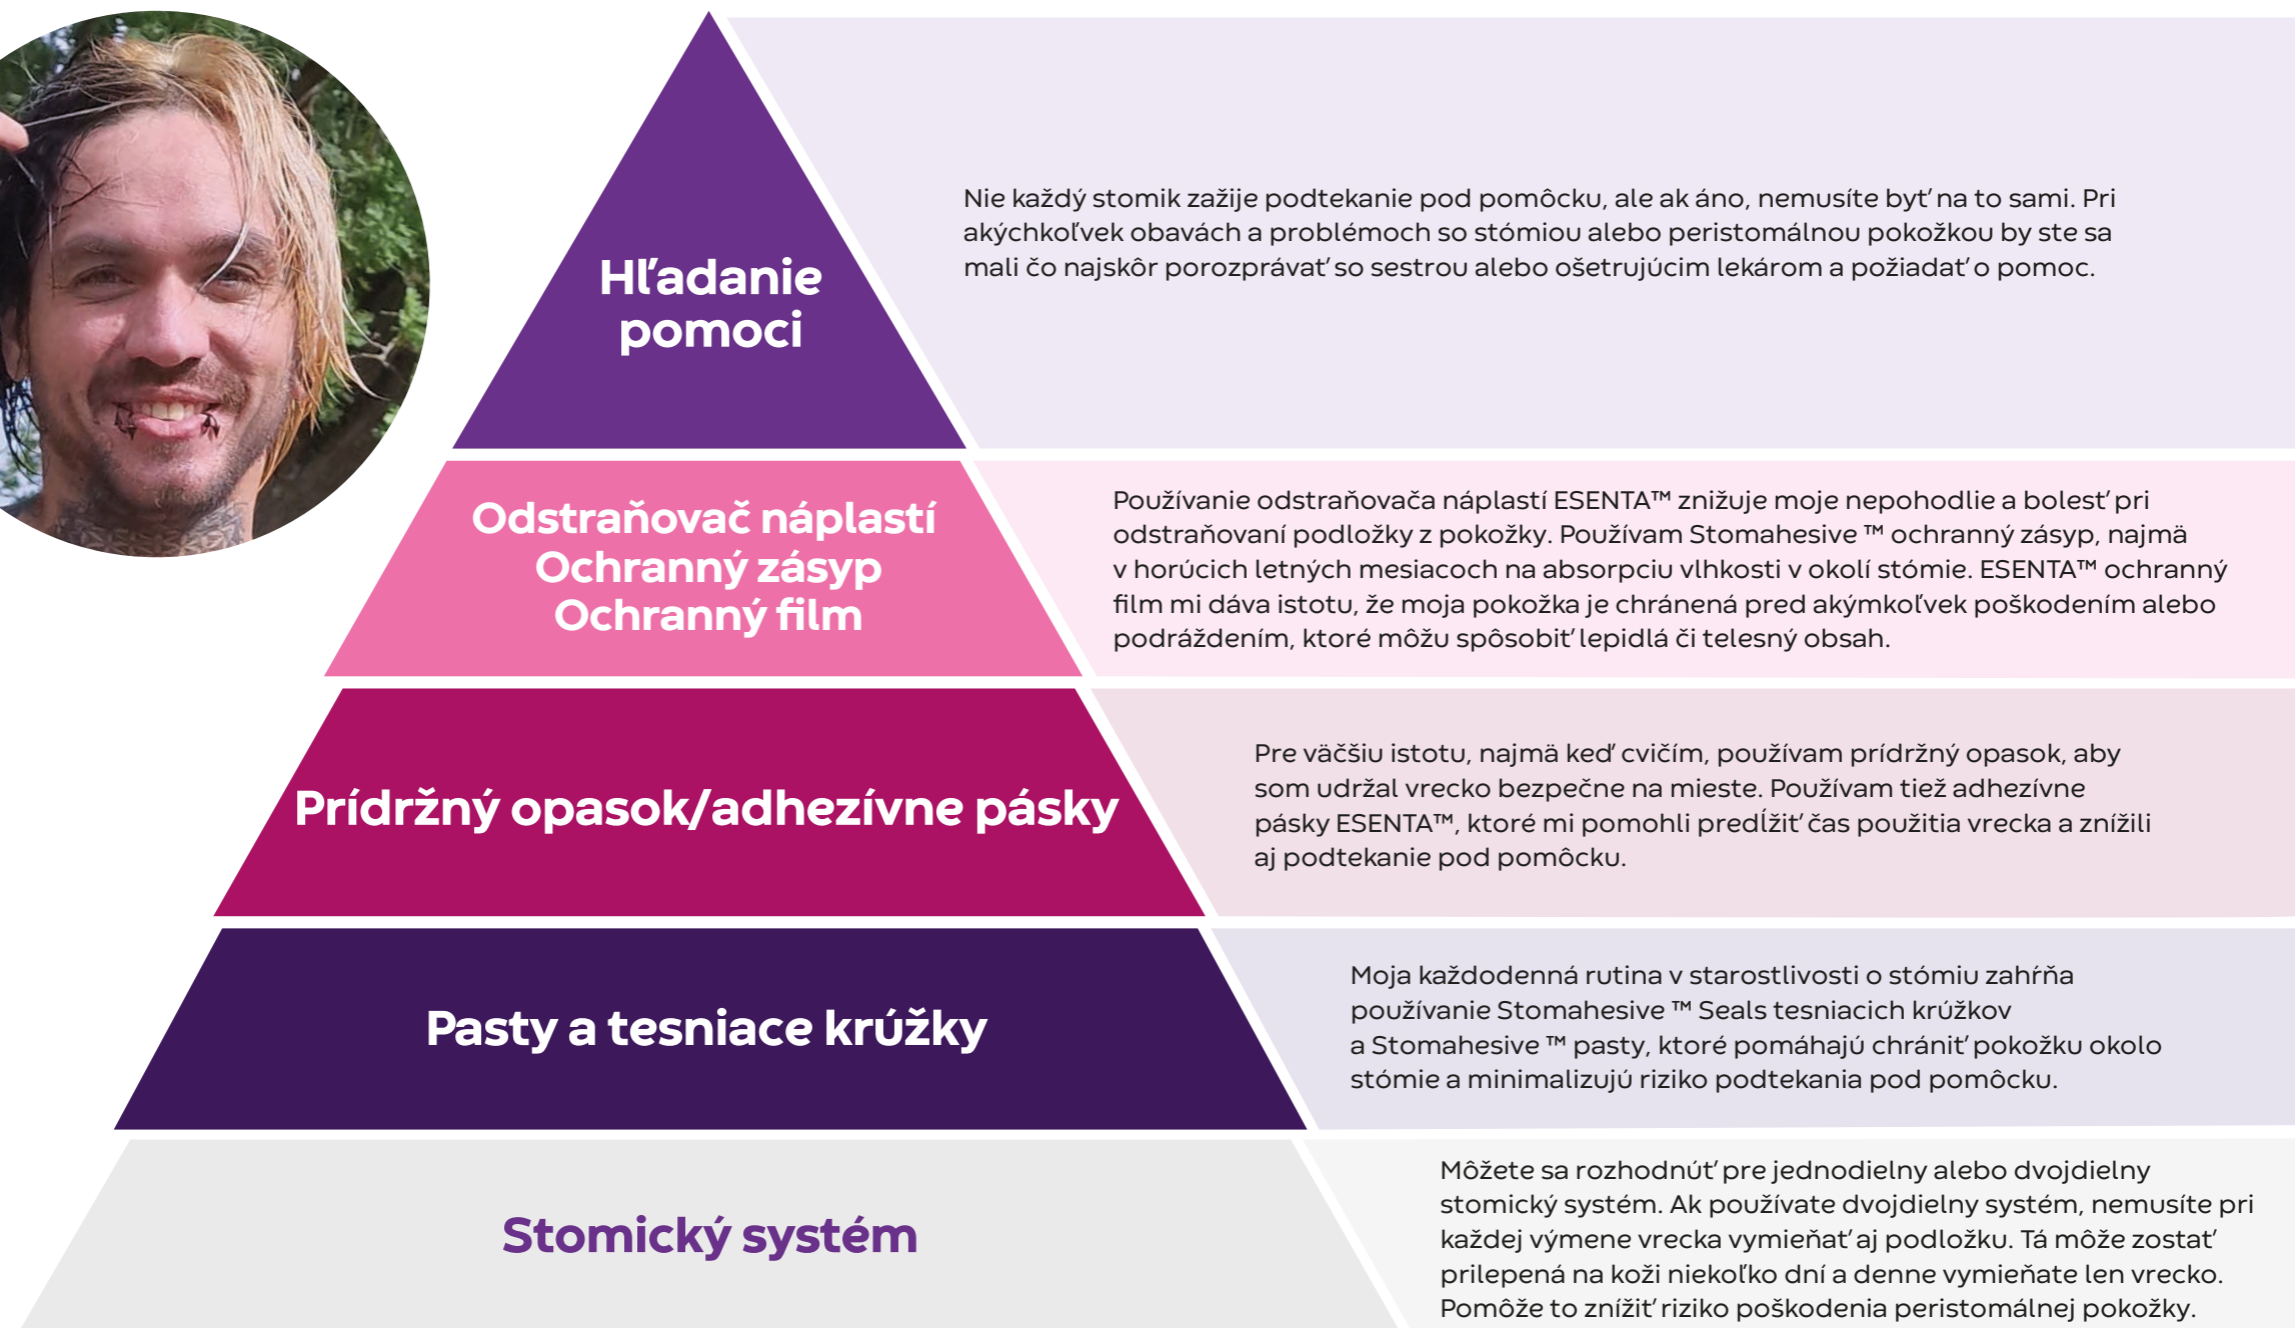 Hľadanie
pomoci
Nie každý stomik zažije podtekanie pod pomôcku, ale ak áno, nemusíte byť na to sami. Pri
akýchkoľvek obavách a problémoch so stómiou alebo peristomálnou pokožkou by ste sa
mali čo najskôr porozprávať so sestrou alebo ošetrujúcim lekárom a požiadať o pomoc.
Odstraňovač náplastí
Ochranný zásyp
Ochranný film
Používanie odstraňovača náplastí ESENTA™ znižuje moje nepohodlie a bolesť pri
odstraňovaní podložky z pokožky. Používam Stomahesive ™ ochranný zásyp, najmä
v horúcich letných mesiacoch na absorpciu vlhkosti v okolí stómie. ESENTA™ ochranný
film mi dáva istotu, že moja pokožka je chránená pred akýmkoľvek poškodením alebo
podráždením, ktoré môžu spôsobiť lepidlá či telesný obsah.
Prídržný opasok/adhezívne pásky
Pre väčšiu istotu, najmä keď cvičím, používam prídržný opasok, aby
som udržal vrecko bezpečne na mieste. Používam tiež adhezívne
pásky ESENTA™, ktoré mi pomohli predĺžiť čas použitia vrecka a znížili
aj podtekanie pod pomôcku.
Pasty a tesniace krúžky
Moja každodenná rutina v starostlivosti o stómiu zahŕňa
používanie Stomahesive ™ Seals tesniacich krúžkov
a Stomahesive ™ pasty, ktoré pomáhajú chrániť pokožku okolo
stómie a minimalizujú riziko podtekania pod pomôcku.
Stomický systém
Môžete sa rozhodnúť pre jednodielny alebo dvojdielny
stomický systém. Ak používate dvojdielny systém, nemusíte pri
každej výmene vrecka vymieňať aj podložku. Tá môže zostať
prilepená na koži niekoľko dní a denne vymieňate len vrecko.
Pomôže to znížiť riziko poškodenia peristomálnej pokožky.